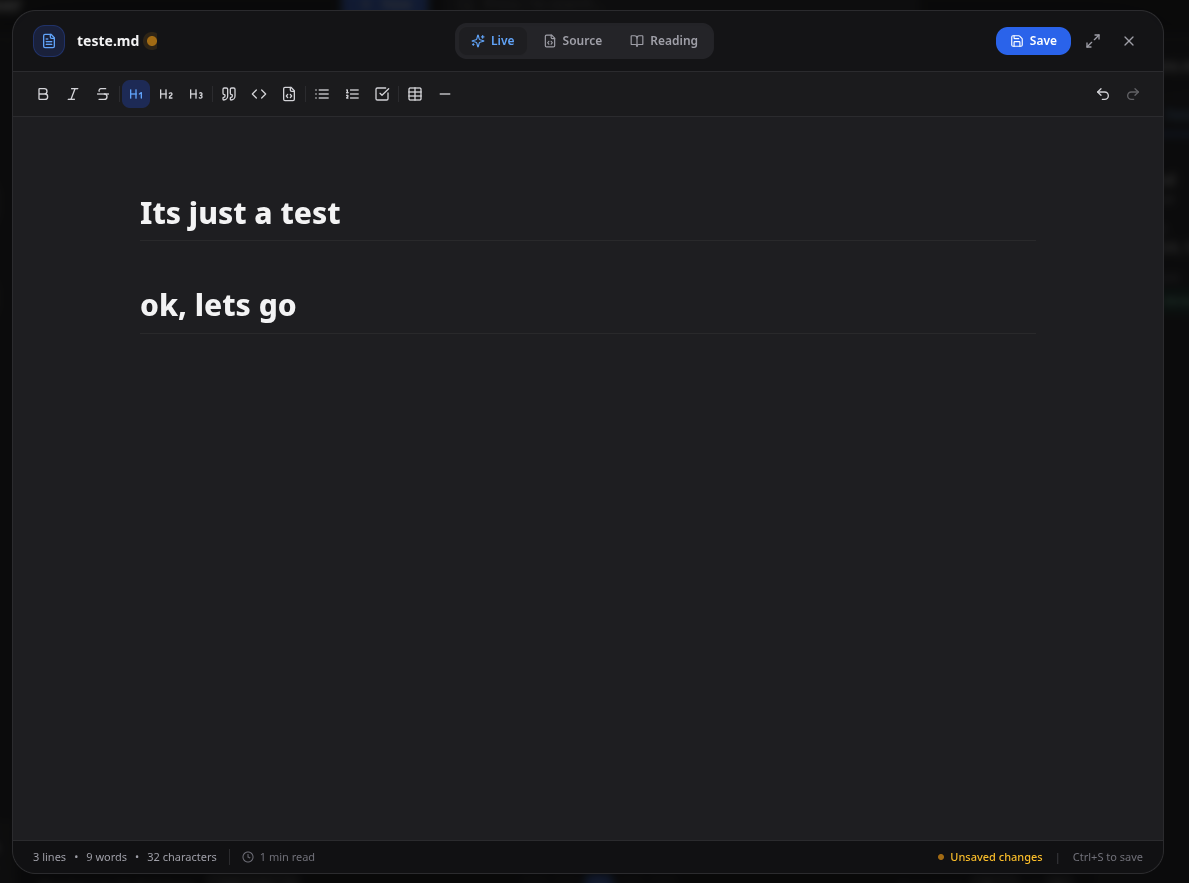 teste.md
Live Source Reading
Save
B I S H1 H2 H3
Its just a test
ok, lets go
3 lines • 9 words • 32 characters 1 min read
Unsaved changes | Ctrl+S to save